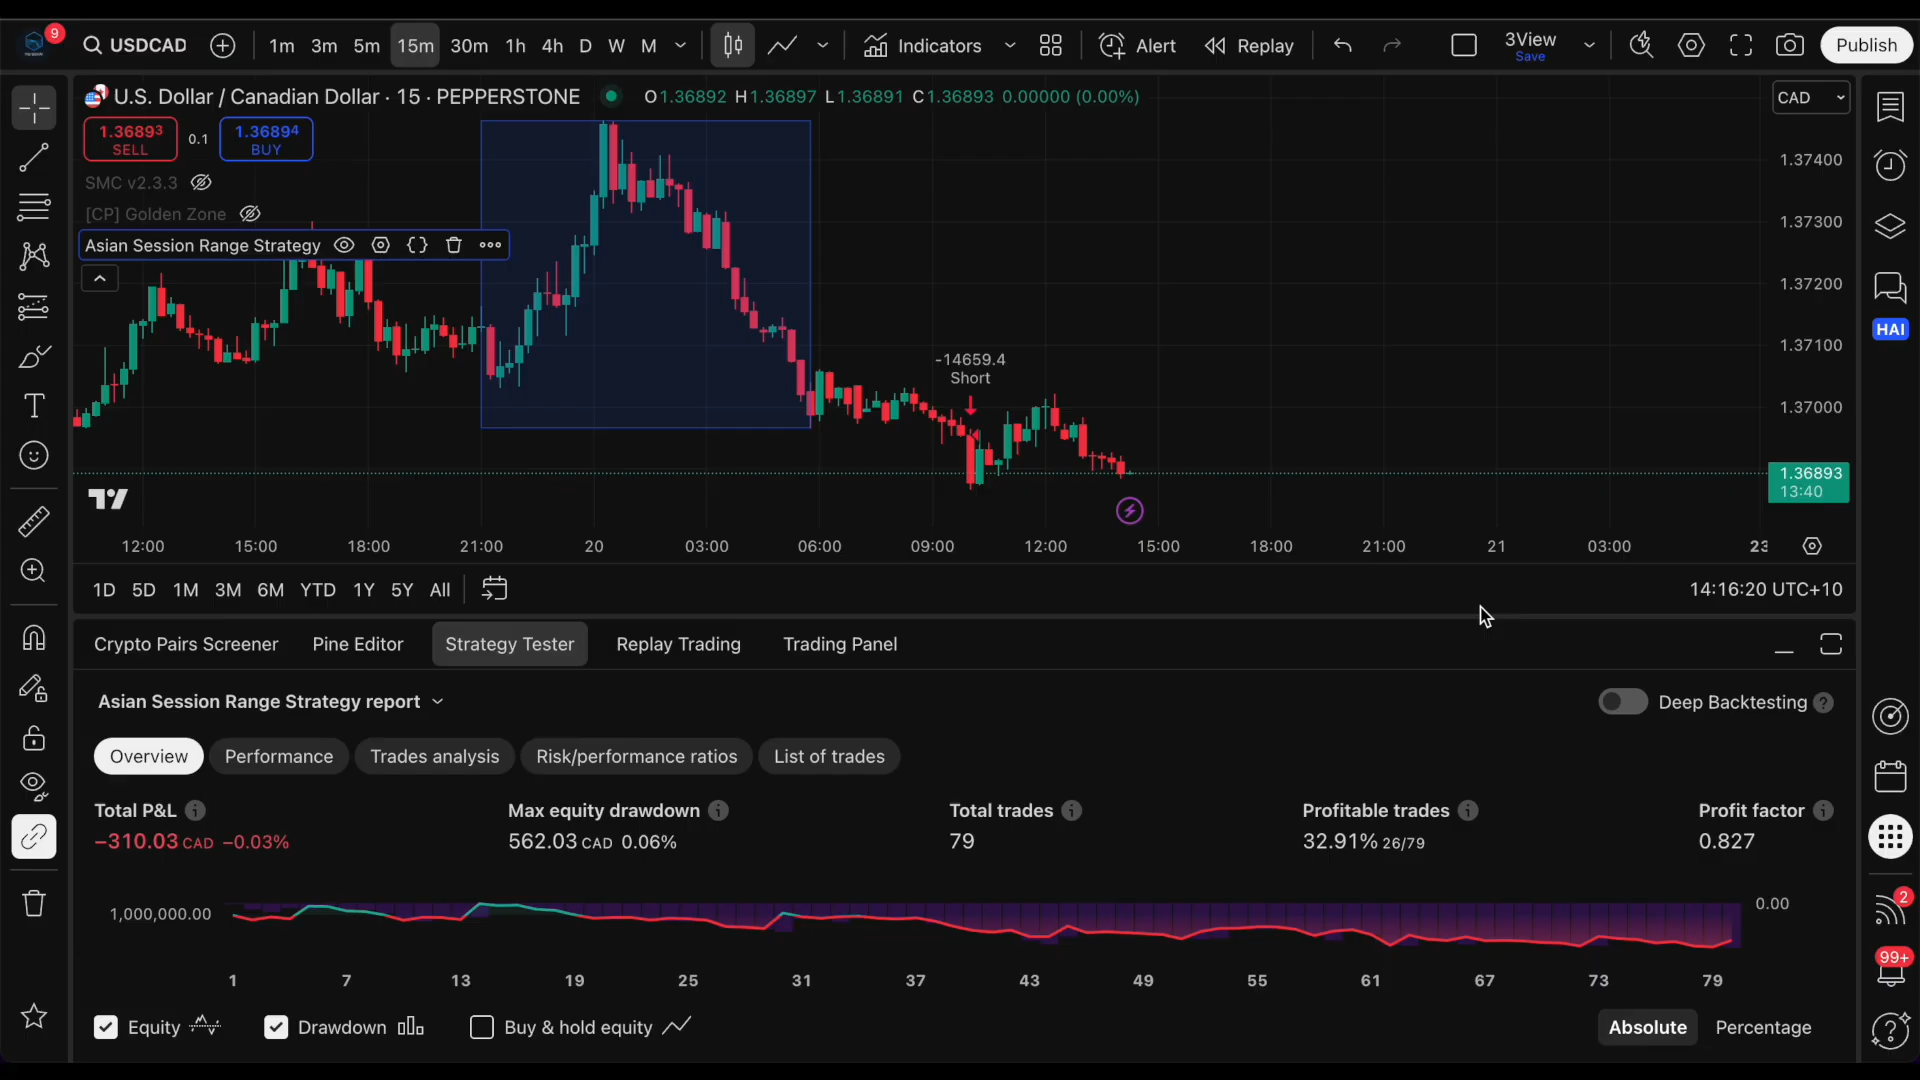 9
USDCAD
1m 3m 5m 15m 30m 1h 4h D W M
Indicators
Alert
Replay
3View
Save
Publish
U.S. Dollar / Canadian Dollar · 15 · PEPPERSTONE
O1.36892 H1.36897 L1.36891 C1.36893 0.00000 (0.00%)
CAD
1.36893
SELL
0.1
1.36894
BUY
SMC v2.3.3
[CP] Golden Zone
Asian Session Range Strategy
-14659.4
Short
1.37400
1.37300
1.37200
1.37100
1.37000
1.36893
13:40
HAI
12:00 15:00 18:00 21:00 20 03:00 06:00 09:00 12:00 15:00 18:00 21:00 21 03:00 23
1D 5D 1M 3M 6M YTD 1Y 5Y All
14:16:20 UTC+10
Crypto Pairs Screener Pine Editor Strategy Tester Replay Trading Trading Panel
Asian Session Range Strategy report
Deep Backtesting ?
Overview Performance Trades analysis Risk/performance ratios List of trades
Total P&L
−310.03 CAD −0.03%
Max equity drawdown
562.03 CAD 0.06%
Total trades
79
Profitable trades
32.91% 26/79
Profit factor
0.827
1,000,000.00
0.00
1 7 13 19 25 31 37 43 49 55 61 67 73 79
Equity Drawdown Buy & hold equity
Absolute Percentage
2
99+